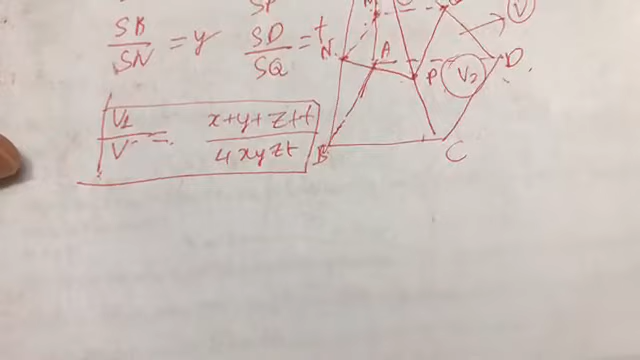 SB/SN = y SD/SQ = t
V1/V = x+y+z+t/4xyzt
M
N
A
P
V2
D
B
C
V